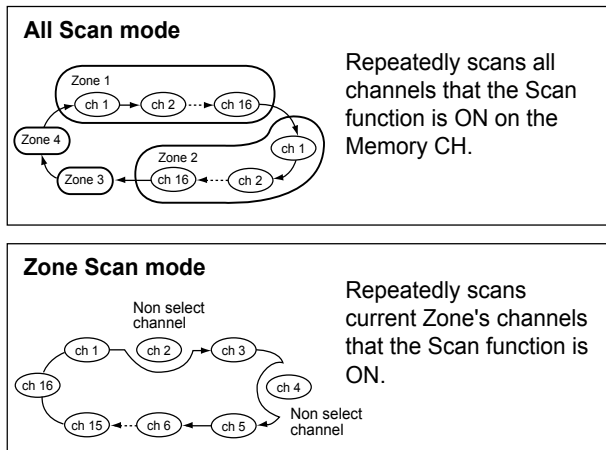 All Scan mode
Zone 1
ch 1
ch 2
ch 16
Zone 4
Zone 2
ch 1
Zone 3
ch 16
ch 2
Repeatedly scans all
channels that the Scan
function is ON on the
Memory CH.
Zone Scan mode
Non select
channel
ch 1
ch 2
ch 3
ch 16
ch 4
ch 15
ch 6
ch 5
Non select
channel
Repeatedly scans
current Zone's channels
that the Scan function is
ON.